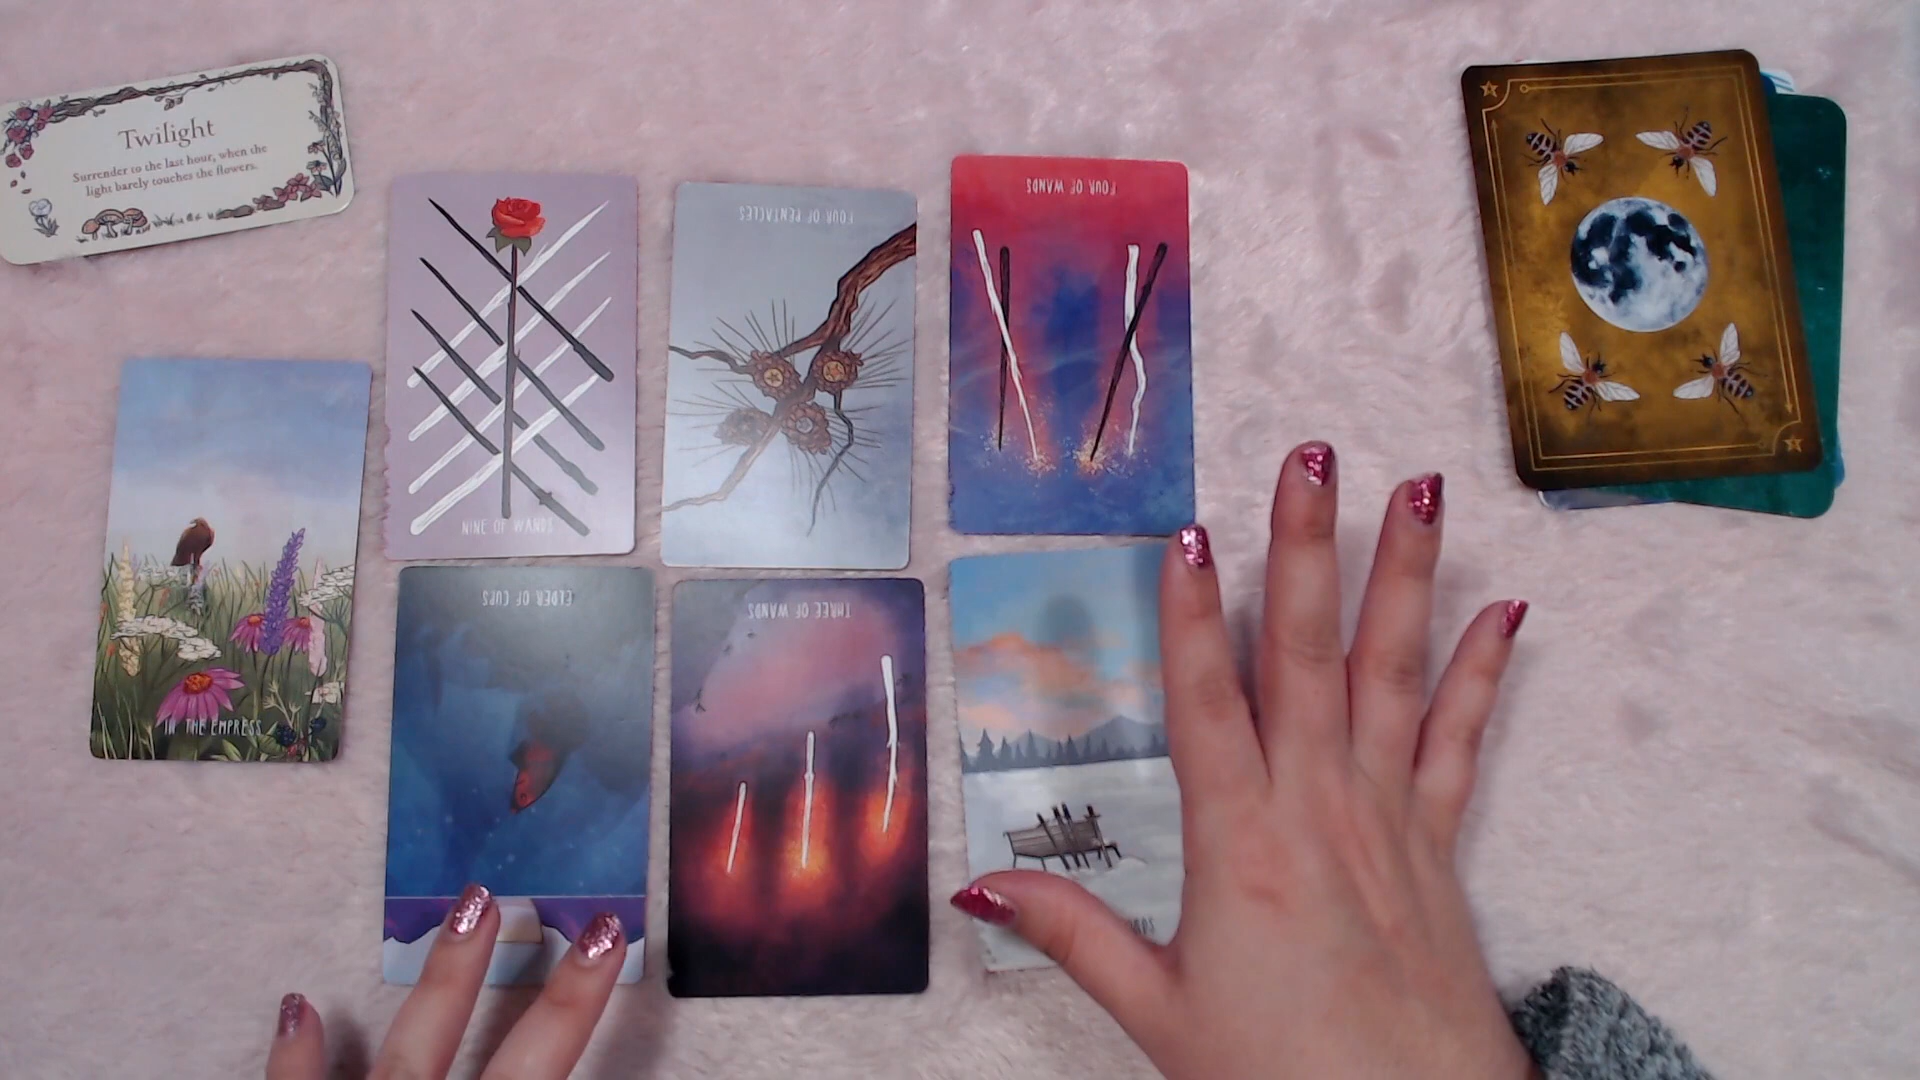 Twilight
Surrender to the last hour, when the
light barely touches the flowers.
NINE OF WANDS
FOUR OF PENTACLES
FOUR OF WANDS
III THE EMPRESS
ELDER OF CUPS
THREE OF WANDS